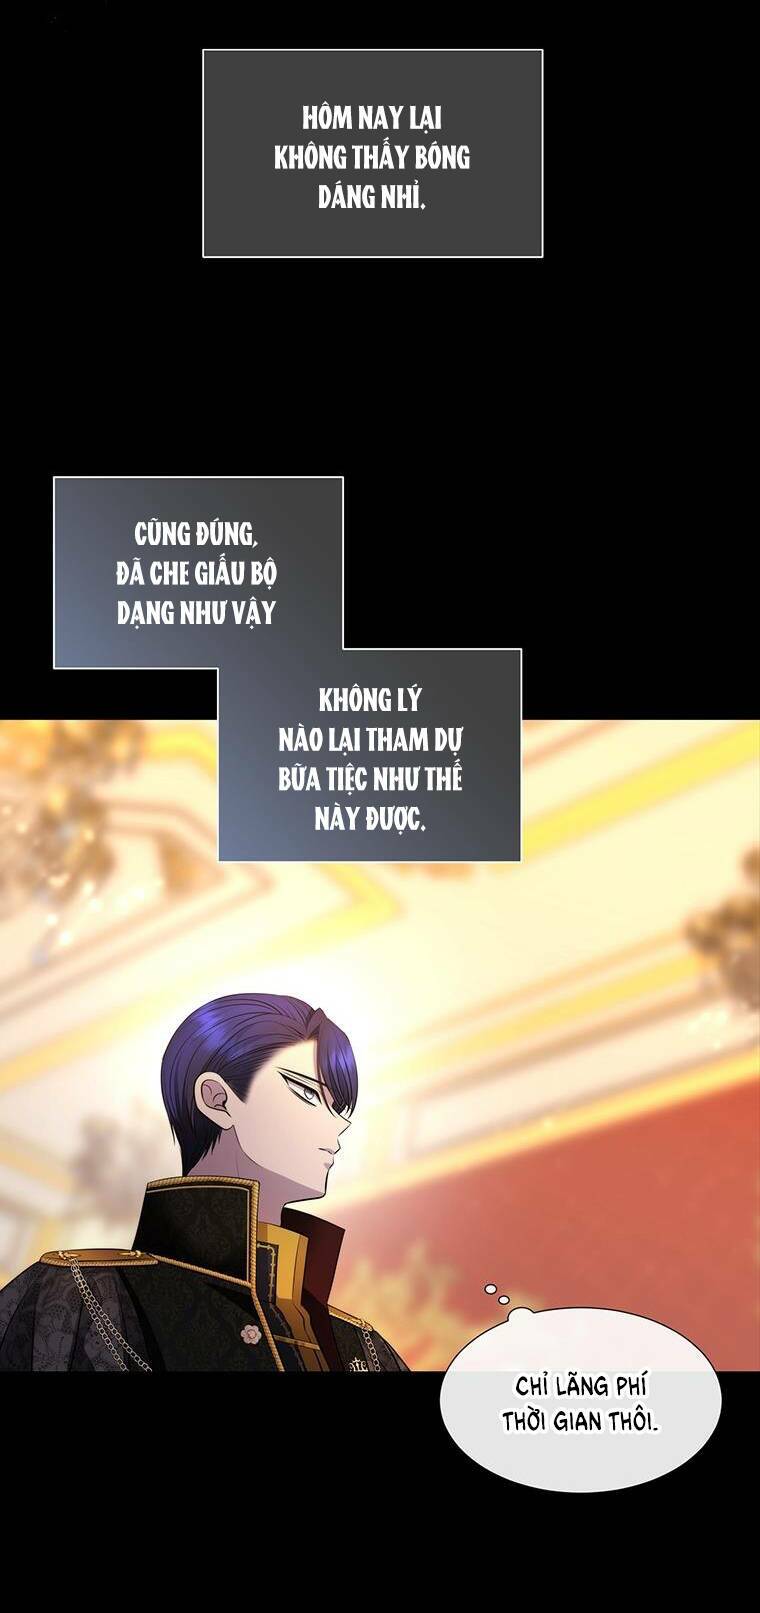 HÔM NAY LẠI
KHÔNG THẤY BÓNG
DÁNG NHỈ.
CŨNG ĐÚNG,
ĐÃ CHE GIẤU BỘ
DẠNG NHƯ VẬY
KHÔNG LÝ
NÀO LẠI THAM DỰ
BỮA TIỆC NHƯ THẾ
NÀY ĐƯỢC.
CHỈ LÃNG PHÍ
THỜI GIAN THÔI.